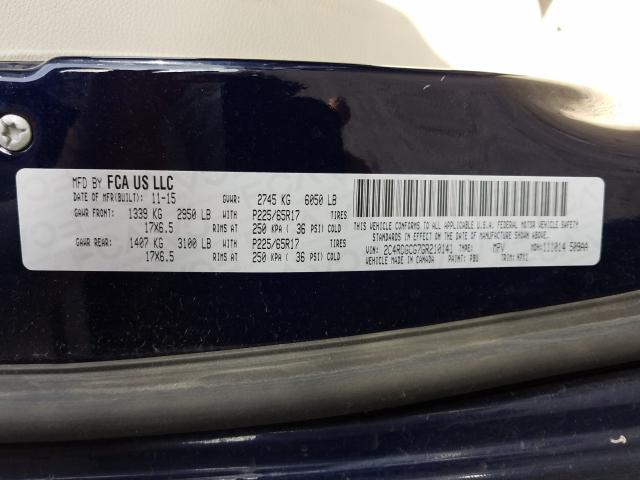 MFD BY FCA US LLC
DATE OF MFR(BUILT): 11-15 GVWR: 2745 KG 6050 LB
GAWR FRONT: 1339 KG 2950 LB WITH P225/65R17 TIRES
17X6.5 RIMS AT 250 KPA ( 36 PSI) COLD
GAWR REAR: 1407 KG 3100 LB WITH P225/65R17 TIRES
17X6.5 RIMS AT 250 KPA ( 36 PSI) COLD
THIS VEHICLE CONFORMS TO ALL APPLICABLE U.S.A. FEDERAL MOTOR VEHICLE SAFETY
STANDARDS IN EFFECT ON THE DATE OF MANUFACTURE SHOWN ABOVE.
VIN: 2C4RDGCG7GR210141 TYPE: MPV MDH: 111014 509AA
VEHICLE MADE IN CANADA PAINT: PBU TRIM: